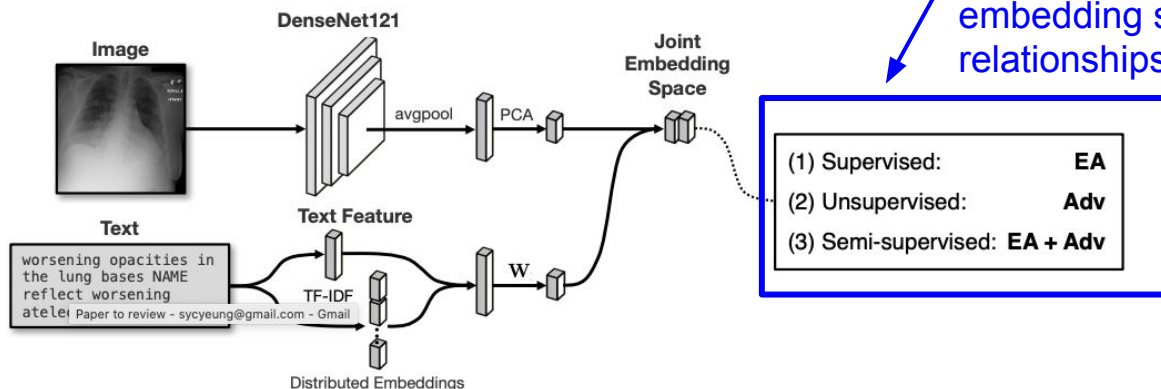 embedding s
relationships
DenseNet121
Image
Joint
Embedding
Space
avgpool
PCA
(1) Supervised: EA
(2) Unsupervised: Adv
(3) Semi-supervised: EA + Adv
Text
Text Feature
worsening opacities in
the lung bases NAME
reflect worsening
atele
TF-IDF
W
Paper to review - sycyeung@gmail.com - Gmail
Distributed Embeddings